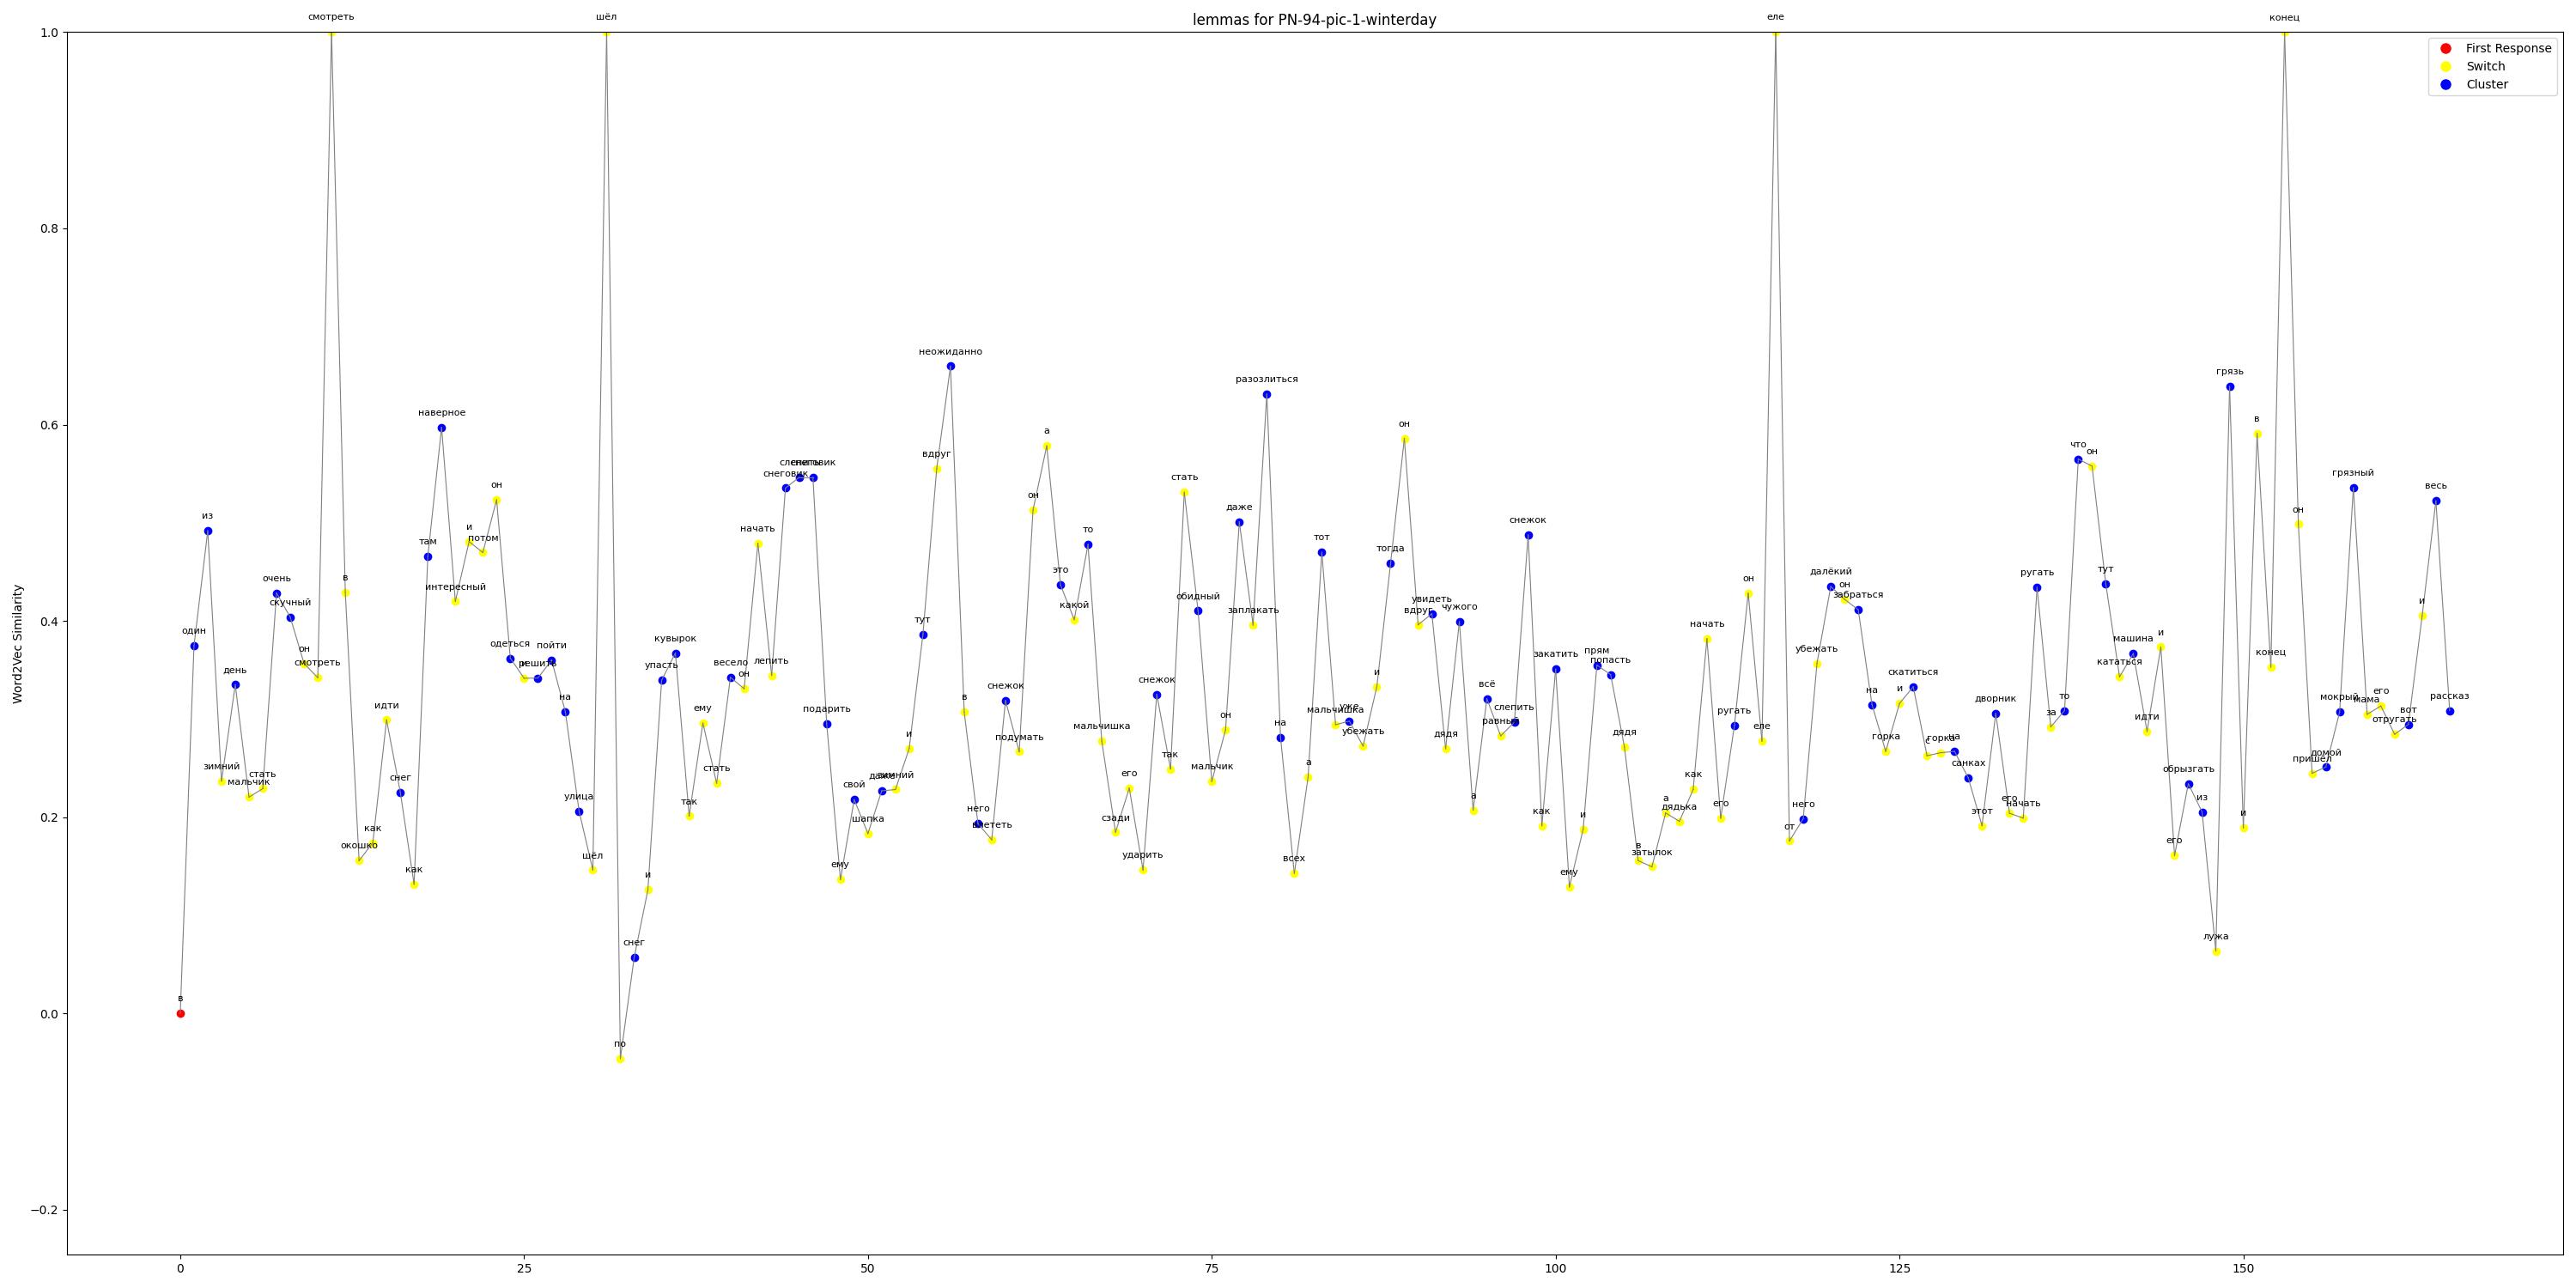 lemmas for PN-94-pic-1-winterday
First Response
Switch
Cluster
Word2Vec Similarity
1.0
0.8
0.6
0.4
0.2
0.0
−0.2
0
25
50
75
100
125
150
в
один
из
зимний
день
мальчик
стать
очень
скучный
он
смотреть
смотреть
в
окошко
как
идти
снег
как
там
наверное
интересный
и
потом
он
одеться
и
решить
пойти
на
улица
шёл
шёл
по
снег
и
упасть
кувырок
так
ему
стать
весело
он
начать
лепить
снеговик
слепить
снеговик
подарить
ему
свой
шапка
даже
зимний
и
тут
вдруг
неожиданно
в
него
влететь
снежок
подумать
он
а
это
какой
то
мальчишка
сзади
его
ударить
снежок
так
стать
обидный
мальчик
он
даже
заплакать
разозлиться
на
всех
а
тот
мальчишка
уже
убежать
и
тогда
он
вдруг
увидеть
дядя
чужого
а
всё
равный
слепить
снежок
как
закатить
ему
и
прям
попасть
дядя
в
затылок
а
дядька
как
начать
его
ругать
он
еле
еле
от
него
убежать
далёкий
он
забраться
на
горка
и
скатиться
с
горка
на
санках
этот
дворник
его
начать
ругать
за
то
что
он
тут
кататься
машина
идти
и
его
обрызгать
из
лужа
грязь
и
в
конец
конец
он
пришёл
домой
мокрый
грязный
мама
его
отругать
вот
и
весь
рассказ